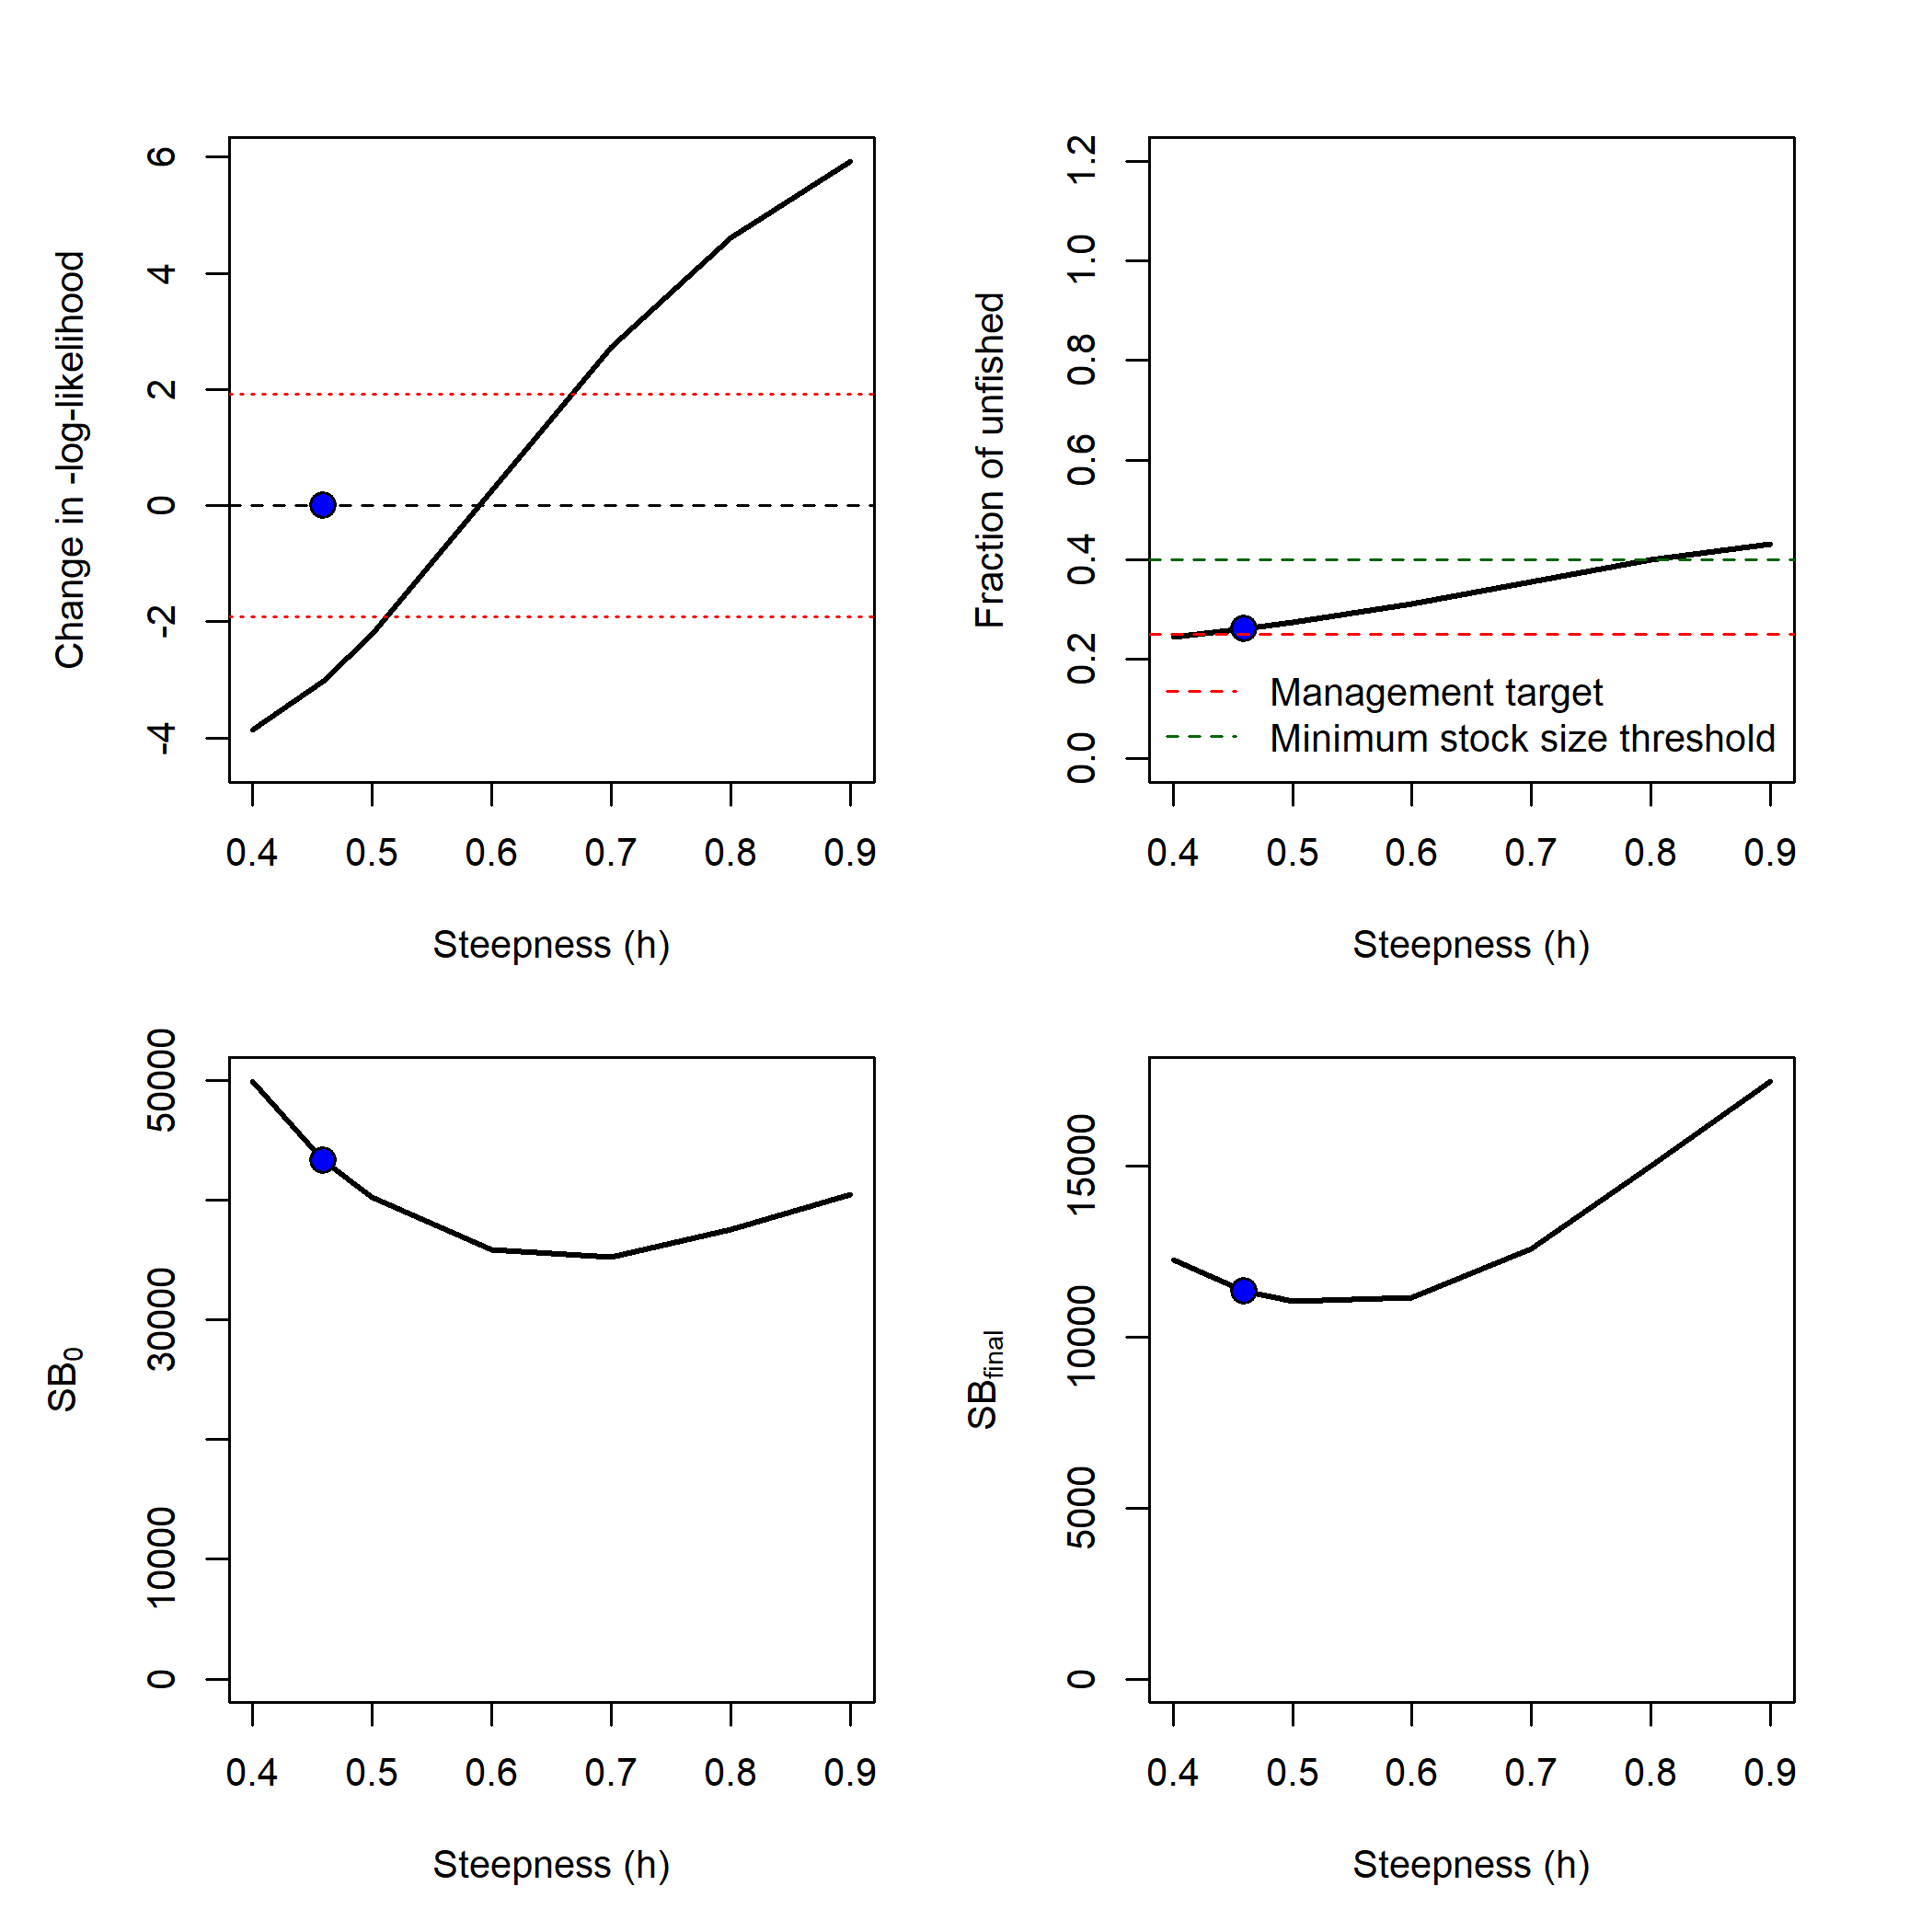 Change in -log-likelihood
6
4
2
0
-2
-4
0.4 0.5 0.6 0.7 0.8 0.9
Steepness (h)
Fraction of unfished
1.2
1.0
0.8
0.6
0.4
0.2
0.0
Management target
Minimum stock size threshold
0.4 0.5 0.6 0.7 0.8 0.9
Steepness (h)
SB0
50000
30000
10000
0
0.4 0.5 0.6 0.7 0.8 0.9
Steepness (h)
SBfinal
15000
10000
5000
0
0.4 0.5 0.6 0.7 0.8 0.9
Steepness (h)